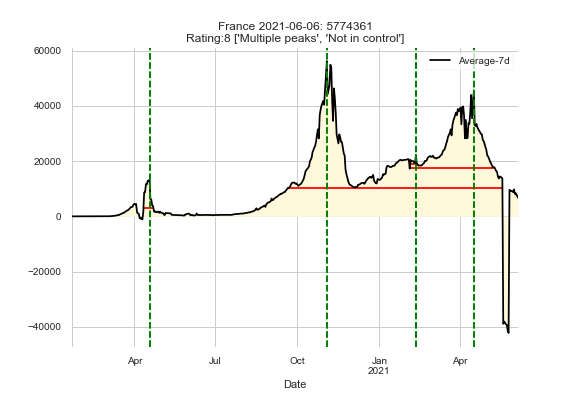 France 2021-06-06: 5774361
Rating:8 ['Multiple peaks', 'Not in control']
Average-7d
60000
40000
20000
0
−20000
−40000
Apr
Jul
Oct
Jan
2021
Apr
Date